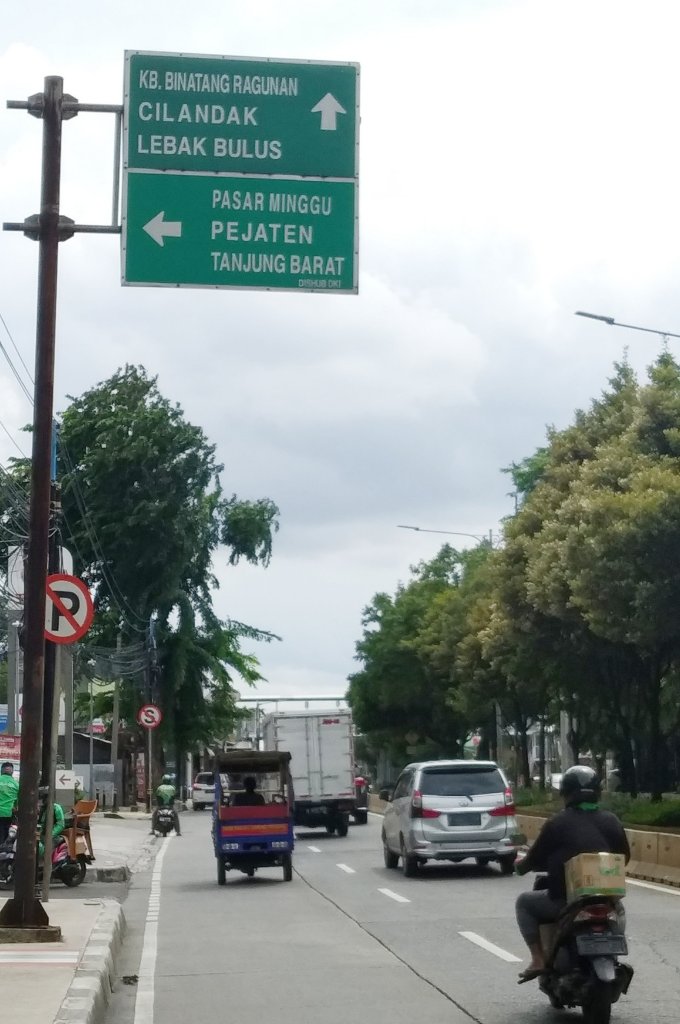 KB. BINATANG RAGUNAN
CILANDAK
LEBAK BULUS
PASAR MINGGU
PEJATEN
TANJUNG BARAT
DISHUB DKI
P
S